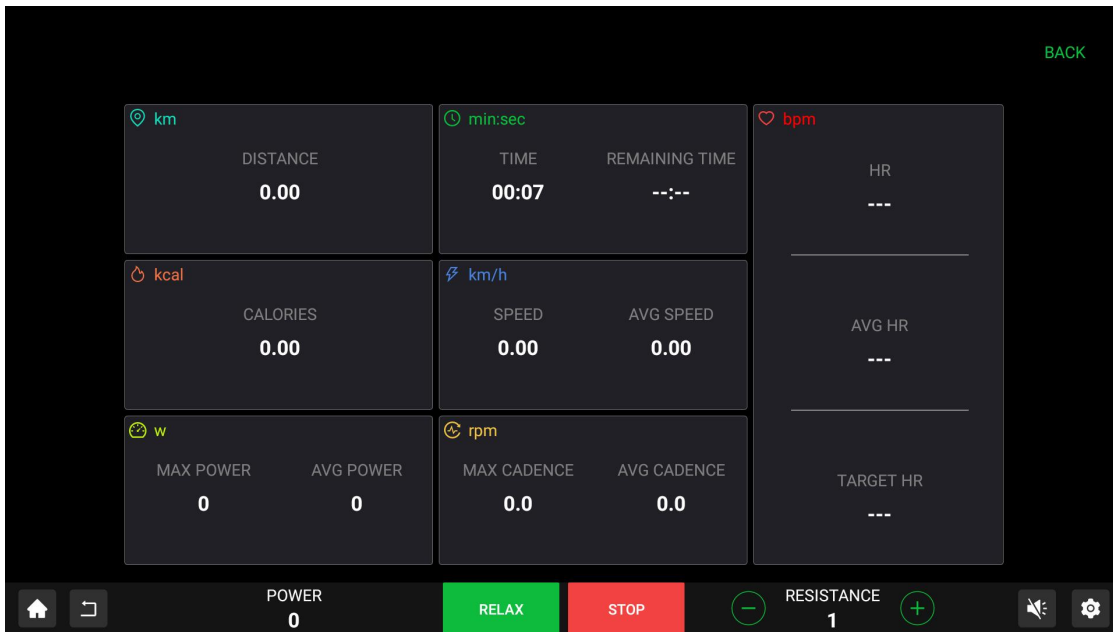 BACK
km
DISTANCE
0.00
min:sec
TIME REMAINING TIME
00:07 --:--
bpm
HR
---
AVG HR
---
TARGET HR
---
kcal
CALORIES
0.00
km/h
SPEED AVG SPEED
0.00 0.00
w
MAX POWER AVG POWER
0 0
rpm
MAX CADENCE AVG CADENCE
0.0 0.0
POWER
0
RELAX
STOP
RESISTANCE
1